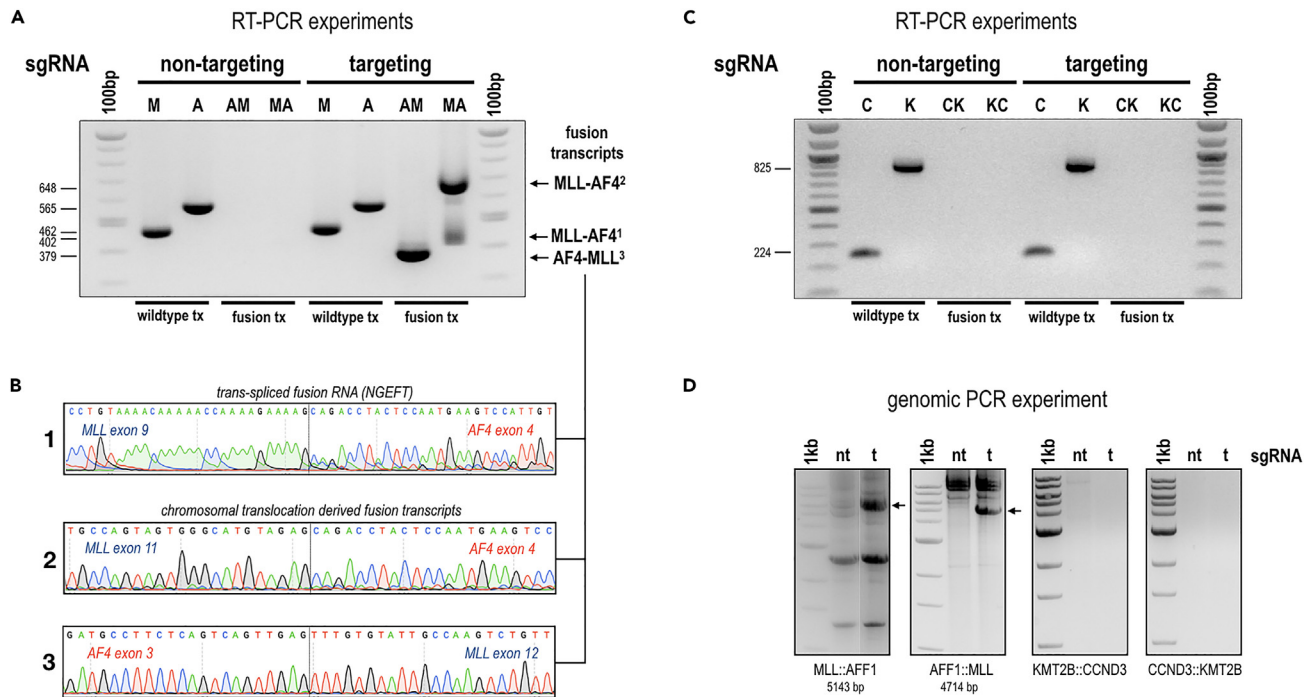 A
RT-PCR experiments
sgRNA
non-targeting
targeting
100bp
M A AM MA
M A AM MA
100bp
fusion
transcripts
648
565
462
402
379
MLL-AF4²
MLL-AF4¹
AF4-MLL³
wildtype tx
fusion tx
wildtype tx
fusion tx
B
trans-spliced fusion RNA (NGEFT)
CCTGTAAAACAAAAACCAAAAGAAAAGCAGACCTACTCCAATGAAGTCCATTGT
1
MLL exon 9
AF4 exon 4
chromosomal translocation derived fusion transcripts
TGCCAGTAGTGGGCATGTAGAGCAGACCTACTCCAATGAAGTCC
2
MLL exon 11
AF4 exon 4
GATGCCTTCTCAGTCAGTTGAGTTTGTGTATTGCCAAGTCTGTT
3
AF4 exon 3
MLL exon 12
C
RT-PCR experiments
sgRNA
non-targeting
targeting
100bp
C K CK KC
C K CK KC
100bp
825
224
wildtype tx
fusion tx
wildtype tx
fusion tx
D
genomic PCR experiment
1kb nt t
1kb nt t
1kb nt t
1kb nt t
sgRNA
MLL::AFF1
5143 bp
AFF1::MLL
4714 bp
KMT2B::CCND3
CCND3::KMT2B